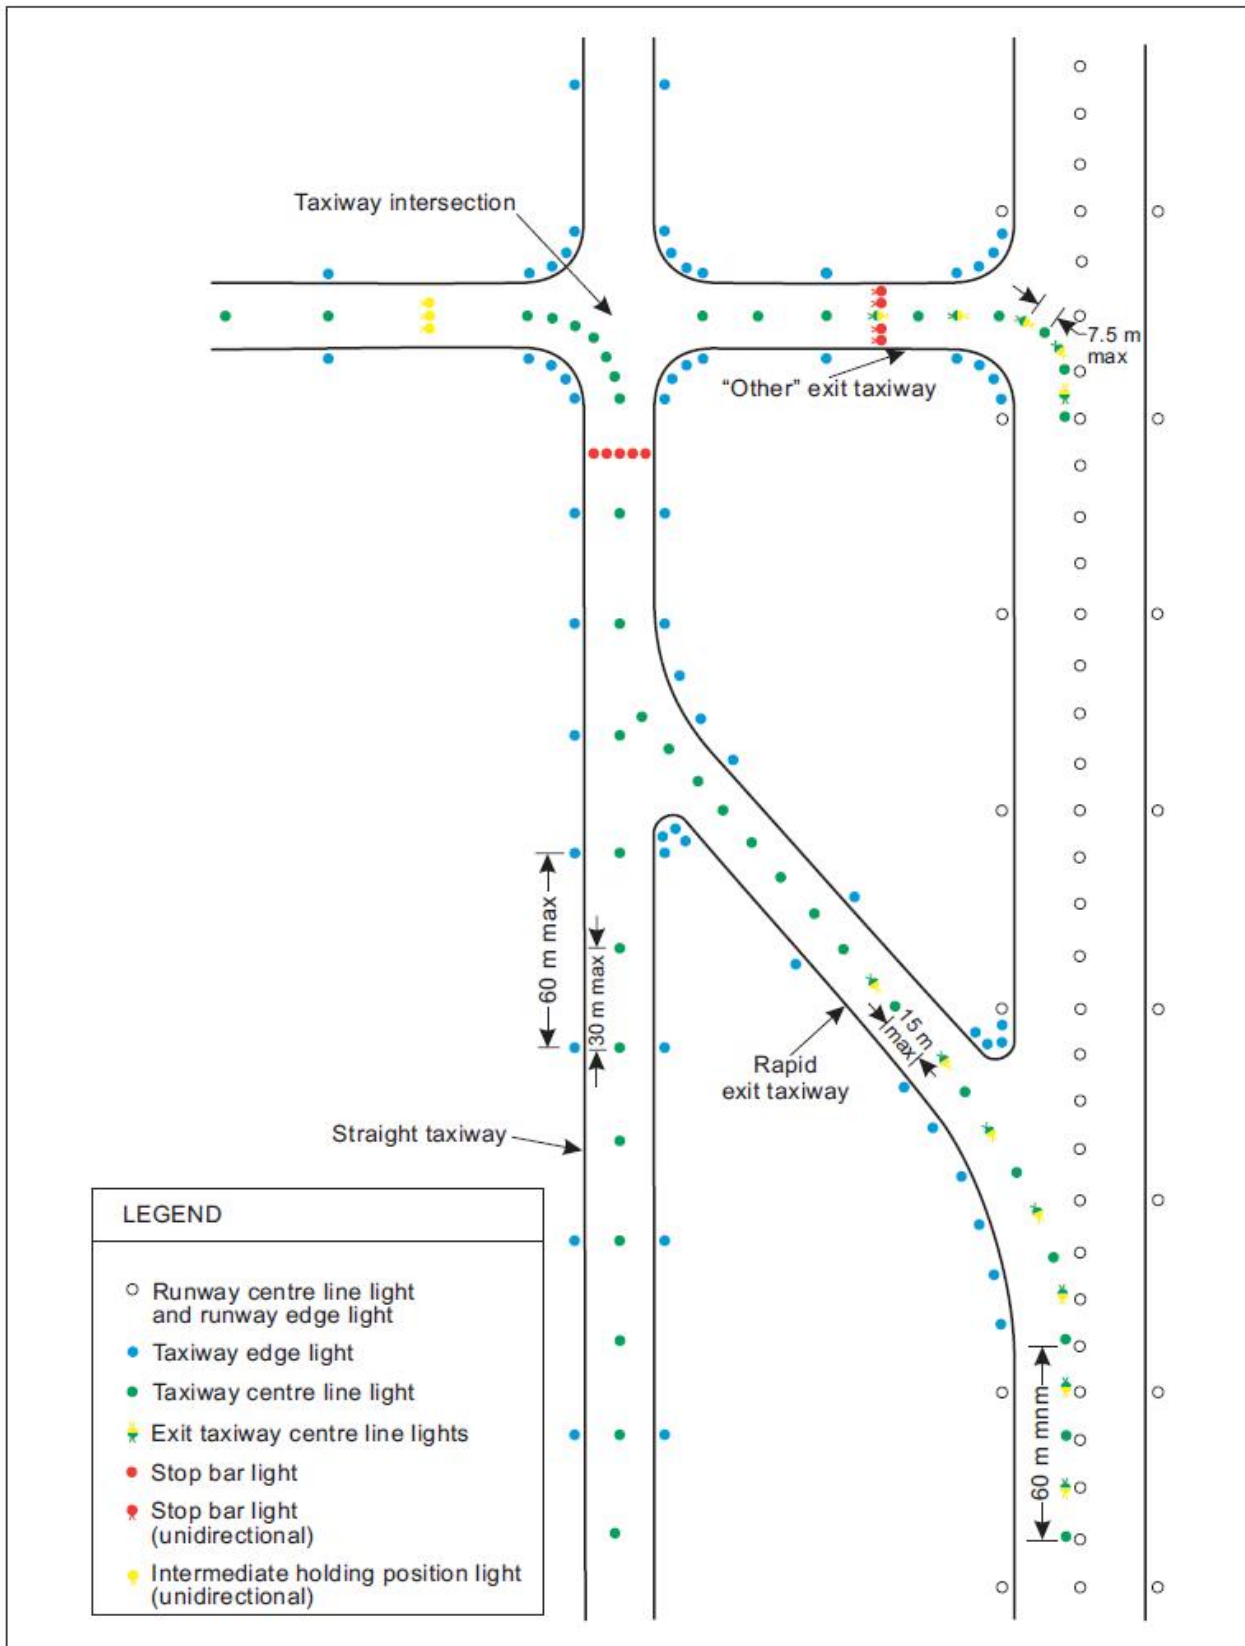 Taxiway intersection
7.5 m
max
“Other” exit taxiway
60 m max
30 m max
15 m
max
Rapid
exit taxiway
Straight taxiway
60 m mnm
LEGEND
Runway centre line light
and runway edge light
Taxiway edge light
Taxiway centre line light
Exit taxiway centre line lights
Stop bar light
Stop bar light
(unidirectional)
Intermediate holding position light
(unidirectional)